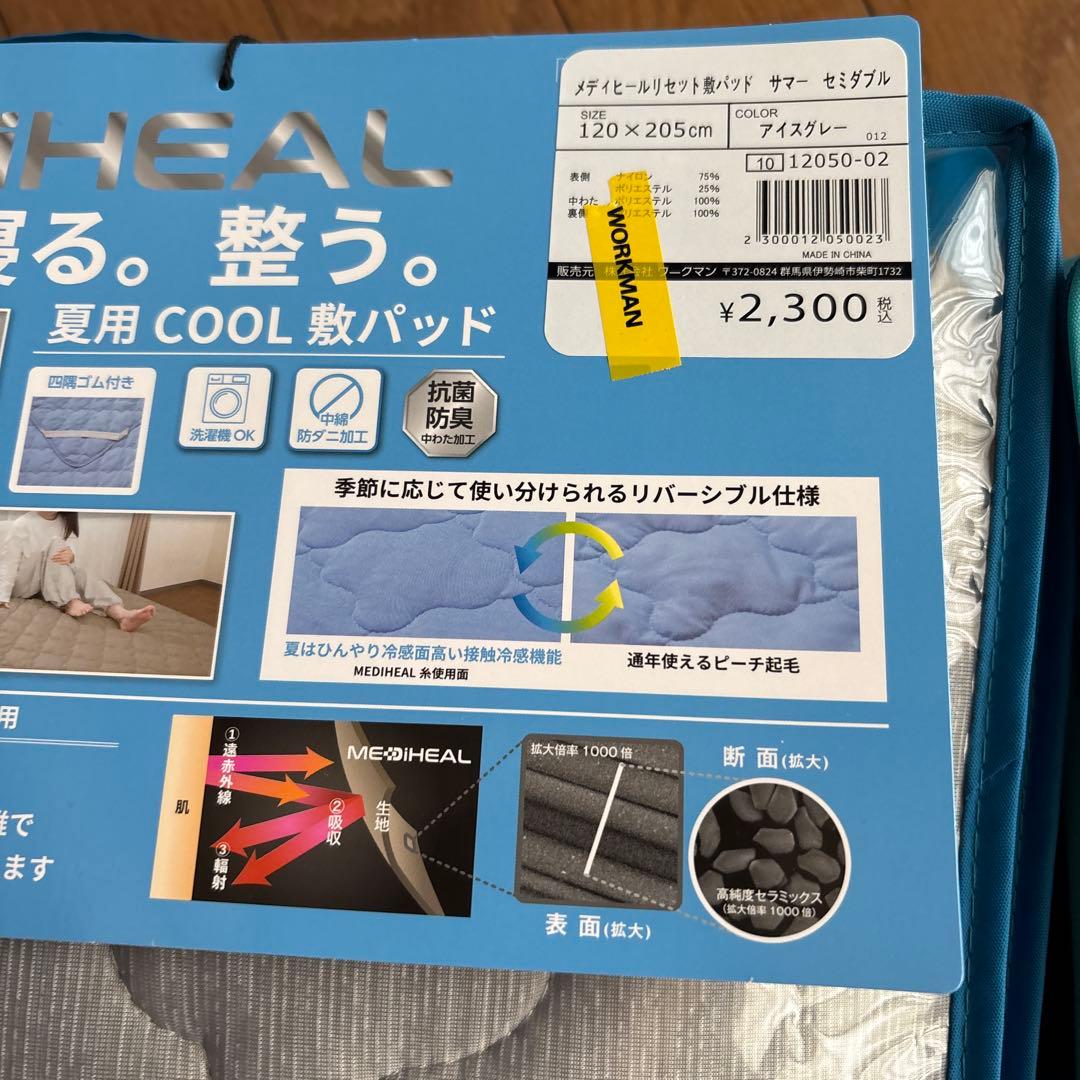 メディヒールリセット敷パッド サマー セミダブル
SIZE
120×205cm
COLOR
アイスグレー 012
10 12050-02
表側 ナイロン 75%
ポリエステル 25%
中わた ポリエステル 100%
裏側 ポリエステル 100%
2 300012 050023
MADE IN CHINA
販売元 株式会社 ワークマン 〒372-0824 群馬県伊勢崎市柴町1732
¥2,300 税込
WORKMAN
iHEAL
寝る。整う。
夏用 COOL 敷パッド
四隅ゴム付き
洗濯機 OK
中綿
防ダニ加工
抗菌
防臭
中わた加工
季節に応じて使い分けられるリバーシブル仕様
夏はひんやり冷感面高い接触冷感機能
MEDIHEAL 糸使用面
通年使えるピーチ起毛
用
ます
肌
①遠赤外線
②吸収
③輻射
生地
MEDiHEAL
拡大倍率 1000 倍
表 面(拡大)
断 面(拡大)
高純度セラミックス
(拡大倍率 1000 倍)